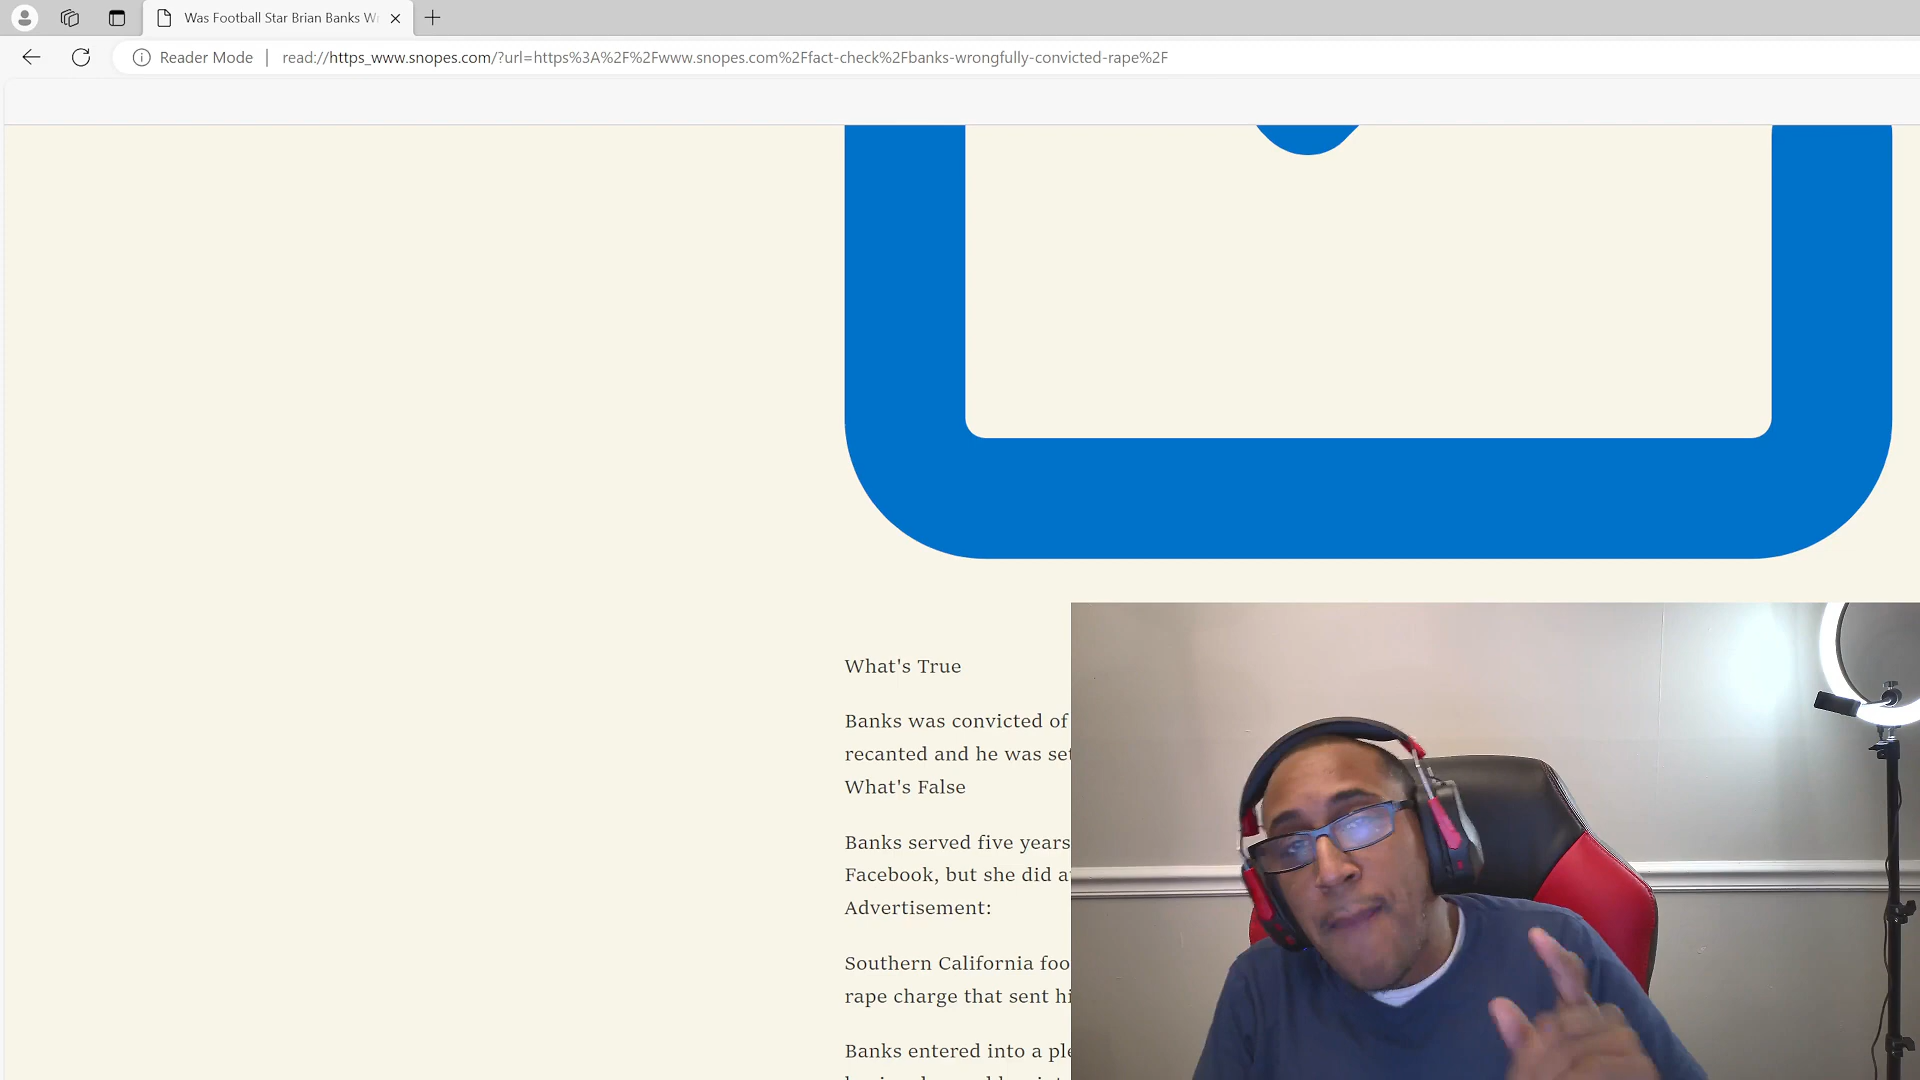 Was Football Star Brian Banks W
Reader Mode
read://https_www.snopes.com/?url=https%3A%2F%2Fwww.snopes.com%2Ffact-check%2Fbanks-wrongfully-convicted-rape%2F
What's True
Banks was convicted of
recanted and he was set
What's False
Banks served five years
Facebook, but she did a
Advertisement:
Southern California foo
rape charge that sent hi
Banks entered into a ple